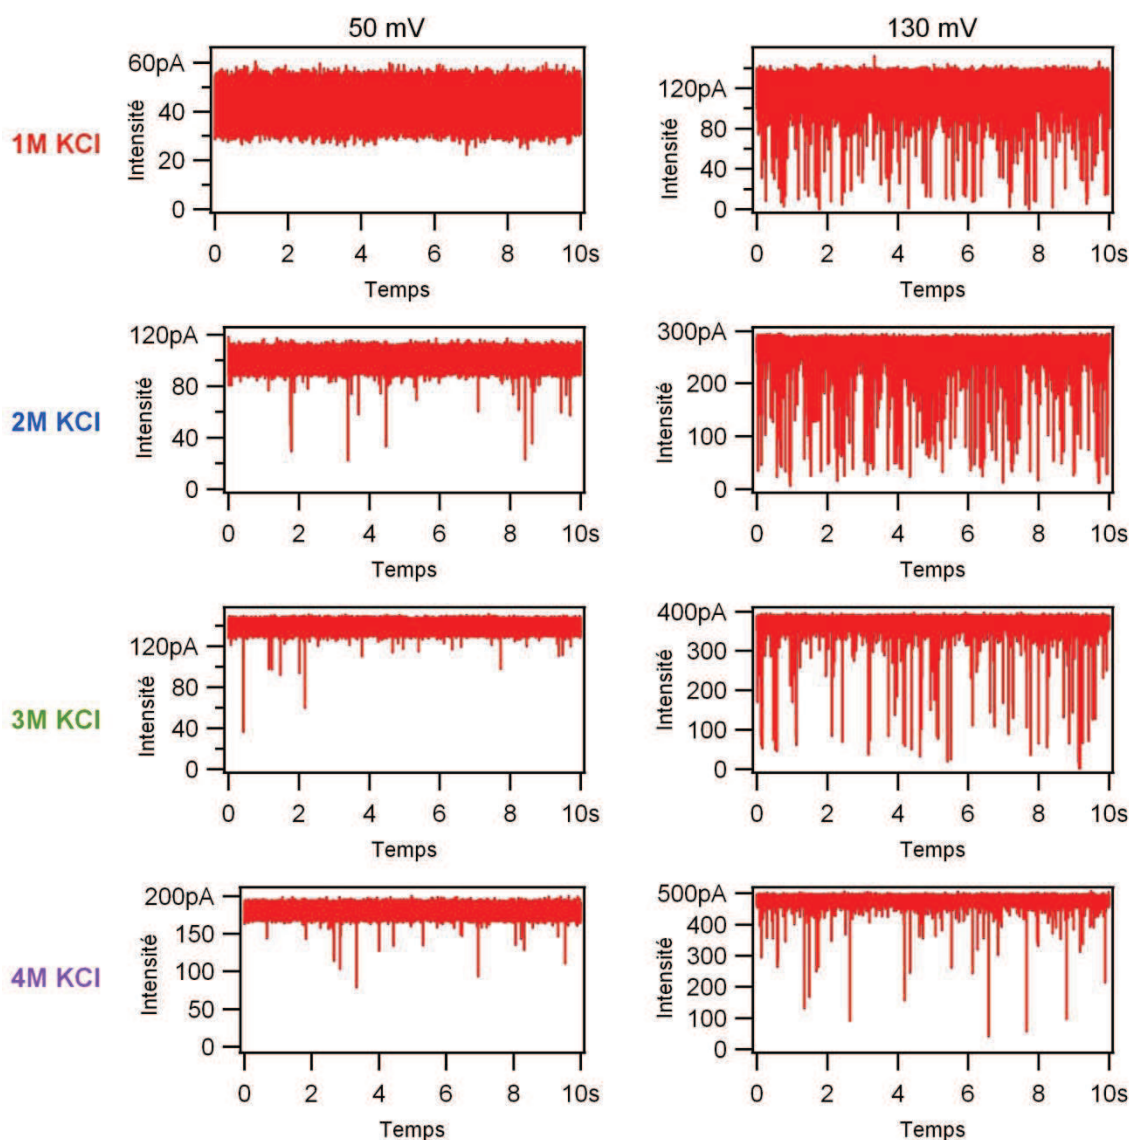 50 mV
130 mV
1M KCl
60pA
40
20
0
Intensité
0 2 4 6 8 10s
Temps
120pA
80
40
0
Intensité
0 2 4 6 8 10s
Temps
2M KCl
120pA
80
40
0
Intensité
0 2 4 6 8 10s
Temps
300pA
200
100
0
Intensité
0 2 4 6 8 10s
Temps
3M KCl
120pA
80
40
0
Intensité
0 2 4 6 8 10s
Temps
400pA
300
200
100
0
Intensité
0 2 4 6 8 10s
Temps
4M KCl
200pA
150
100
50
0
Intensité
0 2 4 6 8 10s
Temps
500pA
400
300
200
100
0
Intensité
0 2 4 6 8 10s
Temps